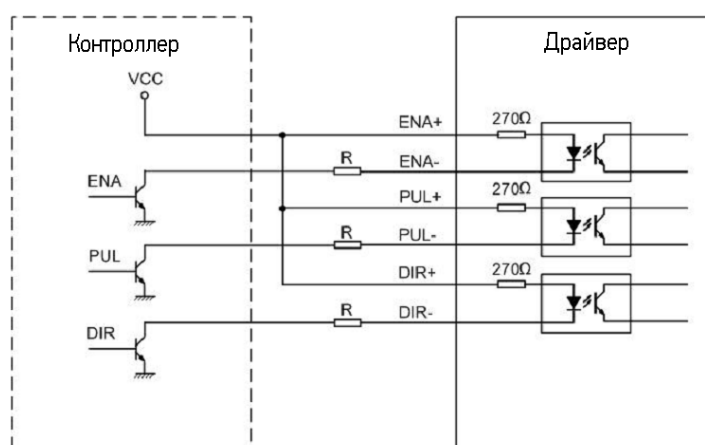 Контроллер
Драйвер
VCC
ENA+
270Ω
ENA
R
ENA-
PUL+
270Ω
PUL
R
PUL-
DIR+
270Ω
DIR
R
DIR-